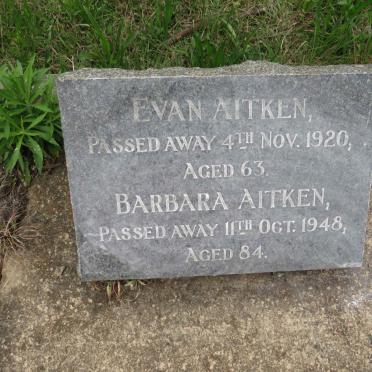 EVAN AITKEN,
PASSED AWAY 4TH NOV. 1920,
AGED 63.
BARBARA AITKEN,
PASSED AWAY 11TH OCT. 1948,
AGED 84.